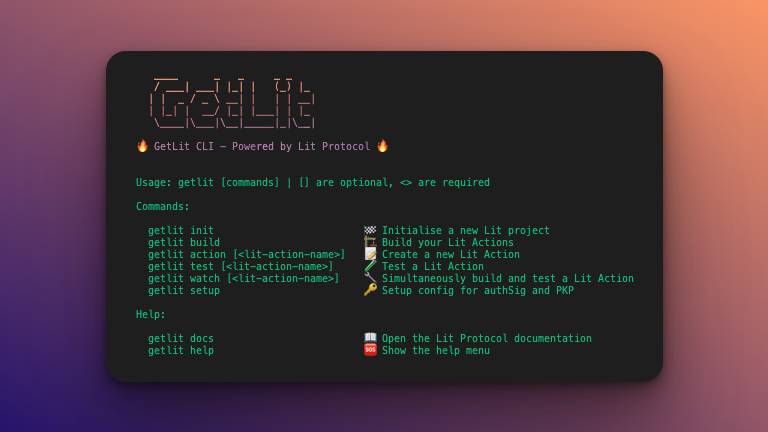 GetLit
🔥 GetLit CLI — Powered by Lit Protocol 🔥
Usage: getlit [commands] | [] are optional, <> are required
Commands:
getlit init 🏁 Initialise a new Lit project
getlit build 🏗️ Build your Lit Actions
getlit action [<lit-action-name>] 📝 Create a new Lit Action
getlit test [<lit-action-name>] 🧪 Test a Lit Action
getlit watch [<lit-action-name>] 🔧 Simultaneously build and test a Lit Action
getlit setup 🔑 Setup config for authSig and PKP
Help:
getlit docs 📖 Open the Lit Protocol documentation
getlit help 🆘 Show the help menu